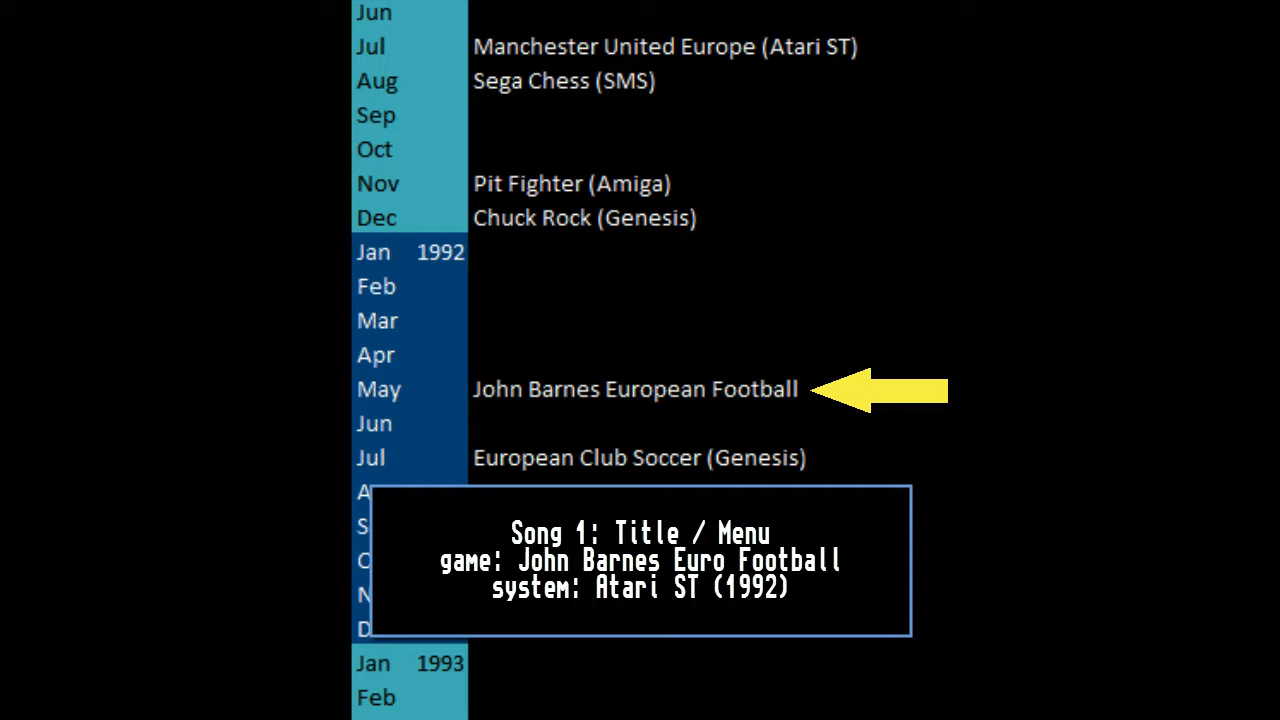 Jun
Jul Manchester United Europe (Atari ST)
Aug Sega Chess (SMS)
Sep
Oct
Nov Pit Fighter (Amiga)
Dec Chuck Rock (Genesis)
Jan 1992
Feb
Mar
Apr
May John Barnes European Football
Jun
Jul European Club Soccer (Genesis)
A
S
O
N
D
Song 1: Title / Menu
game: John Barnes Euro Football
system: Atari ST (1992)
Jan 1993
Feb